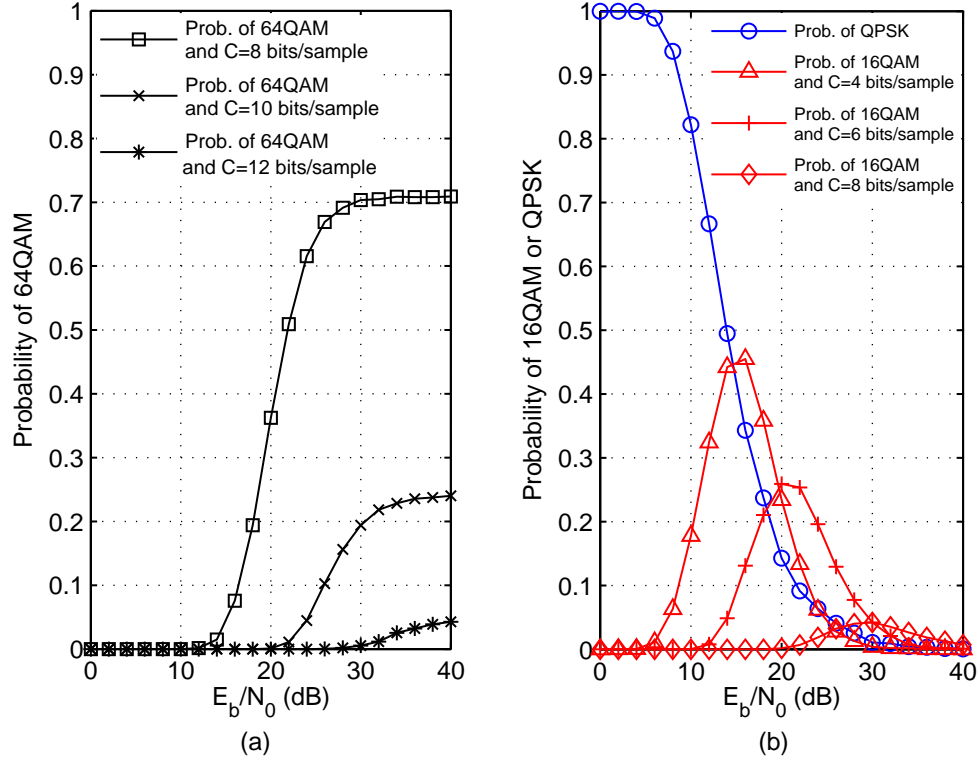 Probability of 64QAM
1
0.9
0.8
0.7
0.6
0.5
0.4
0.3
0.2
0.1
0
Prob. of 64QAM
and C=8 bits/sample
Prob. of 64QAM
and C=10 bits/sample
Prob. of 64QAM
and C=12 bits/sample
0 10 20 30 40
E_b/N_0 (dB)
(a)
Probability of 16QAM or QPSK
1
0.9
0.8
0.7
0.6
0.5
0.4
0.3
0.2
0.1
0
Prob. of QPSK
Prob. of 16QAM
and C=4 bits/sample
Prob. of 16QAM
and C=6 bits/sample
Prob. of 16QAM
and C=8 bits/sample
0 10 20 30 40
E_b/N_0 (dB)
(b)